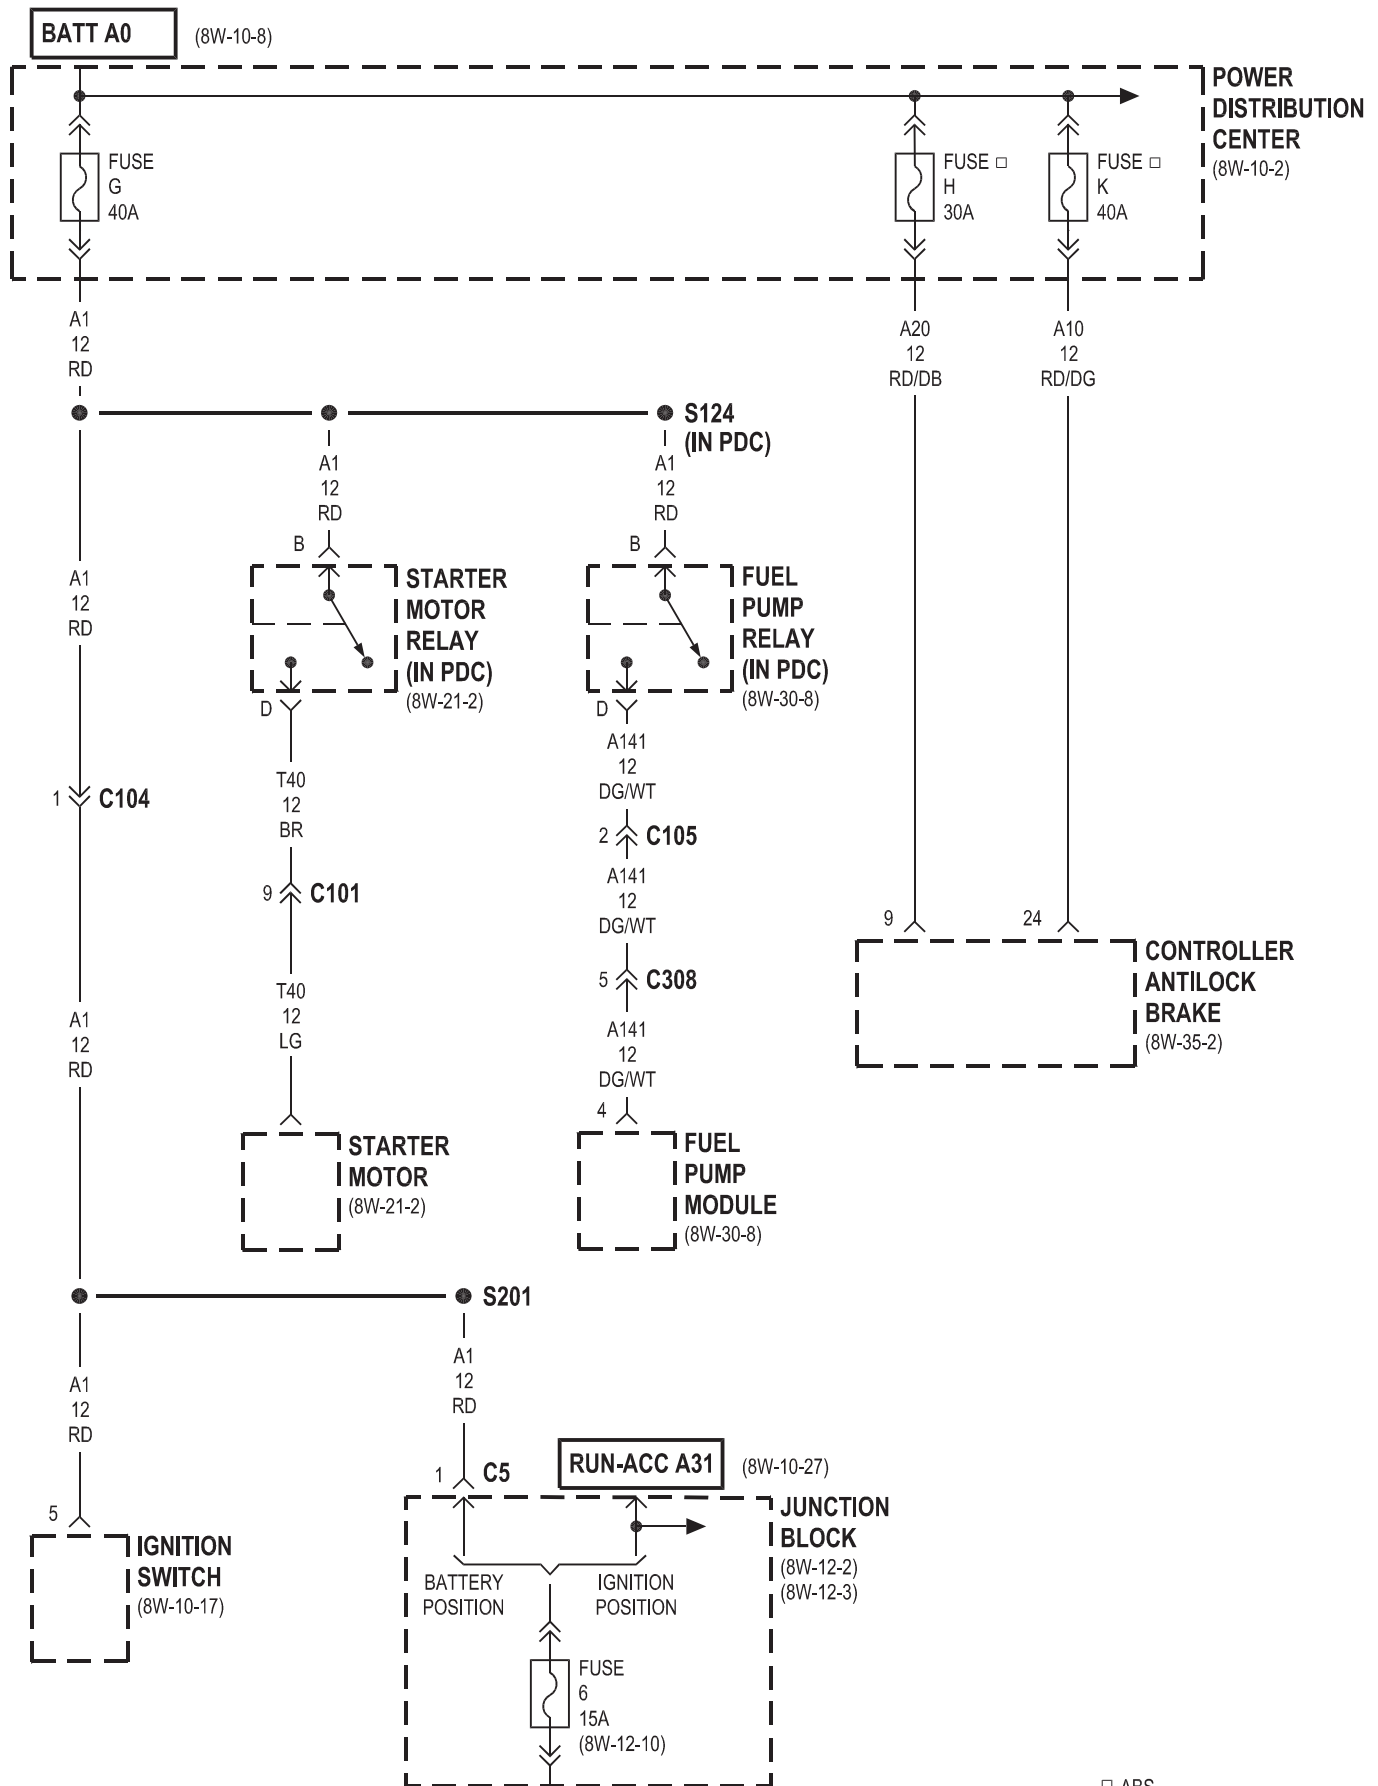 BATT A0 (8W-10-8)
POWER
DISTRIBUTION
CENTER
(8W-10-2)
FUSE
G
40A
FUSE □
H
30A
FUSE □
K
40A
A1
12
RD
A20
12
RD/DB
A10
12
RD/DG
S124
(IN PDC)
A1
12
RD
A1
12
RD
B
B
A1
12
RD
STARTER
MOTOR
RELAY
(IN PDC)
(8W-21-2)
FUEL
PUMP
RELAY
(IN PDC)
(8W-30-8)
D
D
A141
12
DG/WT
T40
12
BR
1 C104
2 C105
9 C101
A141
12
DG/WT
9
24
CONTROLLER
ANTILOCK
BRAKE
(8W-35-2)
5 C308
T40
12
LG
A1
12
RD
A141
12
DG/WT
4
STARTER
MOTOR
(8W-21-2)
FUEL
PUMP
MODULE
(8W-30-8)
S201
A1
12
RD
A1
12
RD
1 C5
RUN-ACC A31 (8W-10-27)
5
IGNITION
SWITCH
(8W-10-17)
JUNCTION
BLOCK
(8W-12-2)
(8W-12-3)
BATTERY
POSITION
IGNITION
POSITION
FUSE
6
15A
(8W-12-10)
□ ABS